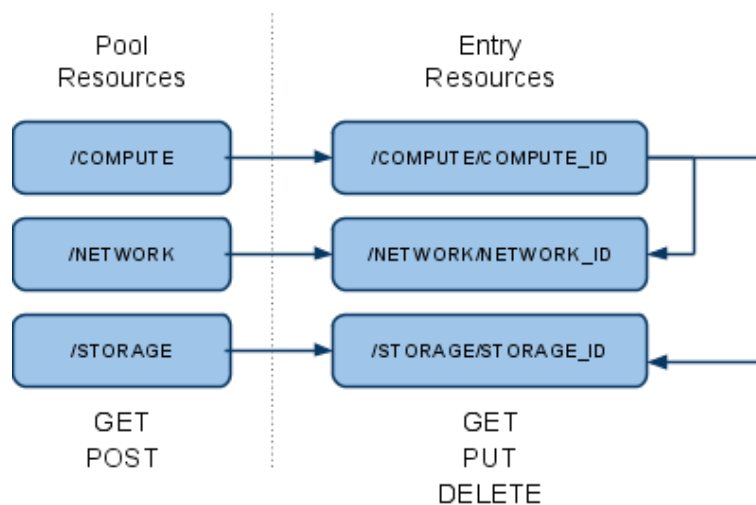 Pool
Resources
Entry
Resources
/COMPUTE
/COMPUTE/COMPUTE_ID
/NETWORK
/NETWORK/NETWORK_ID
/STORAGE
/STORAGE/STORAGE_ID
GET
POST
GET
PUT
DELETE